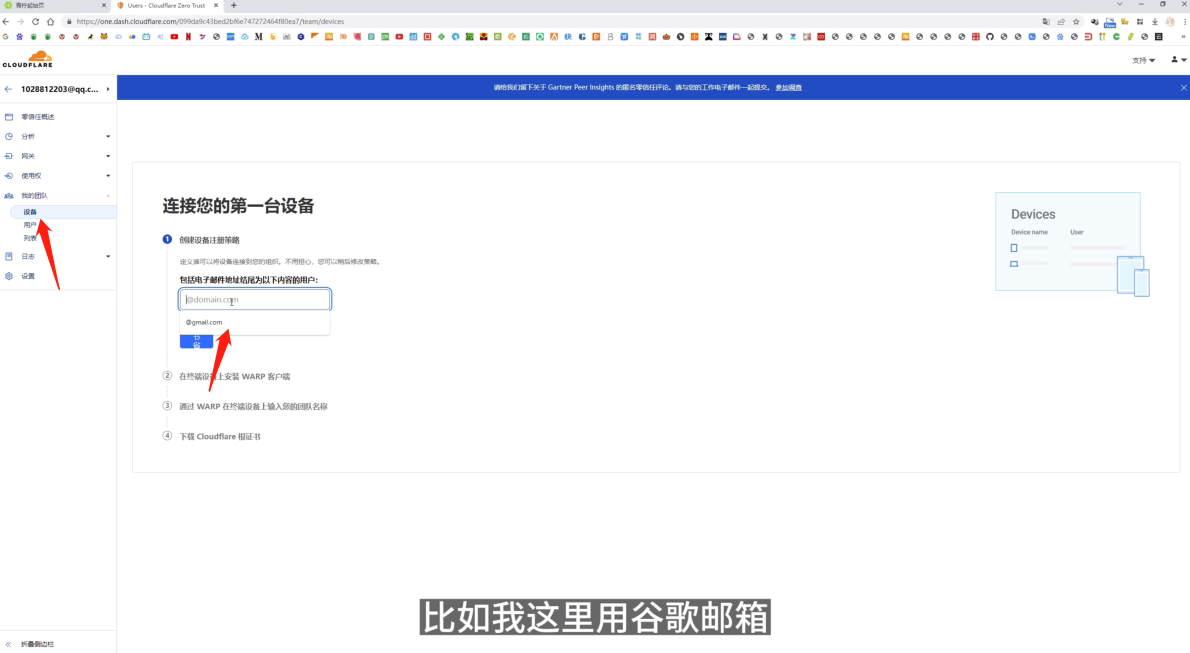 青柠起始页
Users - Cloudflare Zero Trust
https://one.dash.cloudflare.com/099da9c43bed2bf6e747272464f80ea7/team/devices
CLOUDFLARE
支持
1028812203@qq.c...
请给我们留下关于 Gartner Peer Insights 的匿名零信任评论。请与您的工作电子邮件一起提交。 参加调查
零信任概述
分析
网关
使用权
我的团队
设备
用户
列表
日志
设置
连接您的第一台设备
1 创建设备注册策略
定义谁可以将设备连接到您的组织。不用担心，您可以稍后修改策略。
包括电子邮件地址结尾为以下内容的用户：
@domain.com
@gmail.com
节省
2 在终端设备上安装 WARP 客户端
3 通过 WARP 在终端设备上输入您的团队名称
4 下载 Cloudflare 根证书
Devices
Device name User
比如我这里用谷歌邮箱
折叠侧边栏